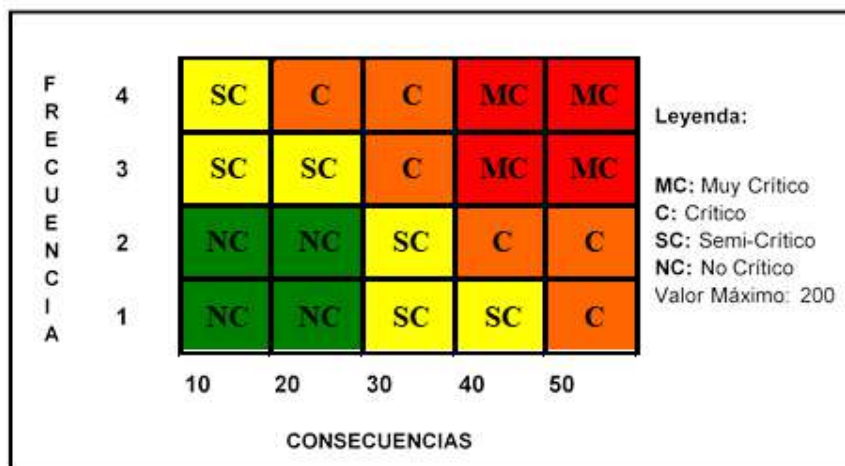 FRECUENCIA
4 SC C C MC MC
3 SC SC C MC MC
2 NC NC SC C C
1 NC NC SC SC C
10 20 30 40 50
CONSECUENCIAS
Leyenda:
MC: Muy Crítico
C: Crítico
SC: Semi-Crítico
NC: No Crítico
Valor Máximo: 200